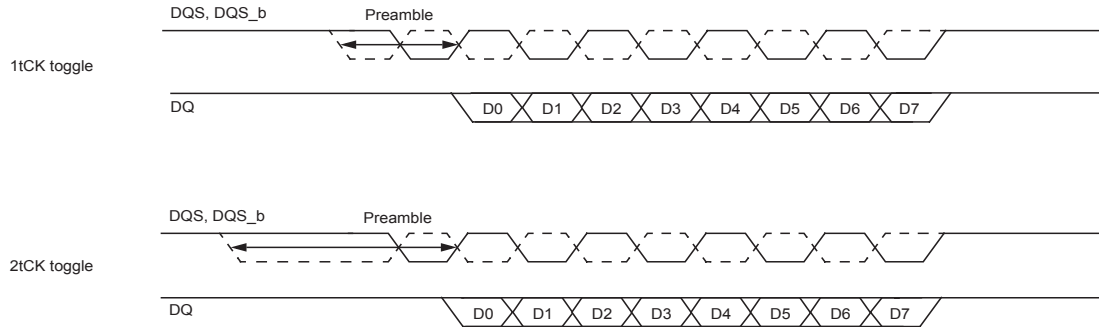 DQS, DQS_b
Preamble
1tCK toggle
DQ
D0 D1 D2 D3 D4 D5 D6 D7
DQS, DQS_b
Preamble
2tCK toggle
DQ
D0 D1 D2 D3 D4 D5 D6 D7